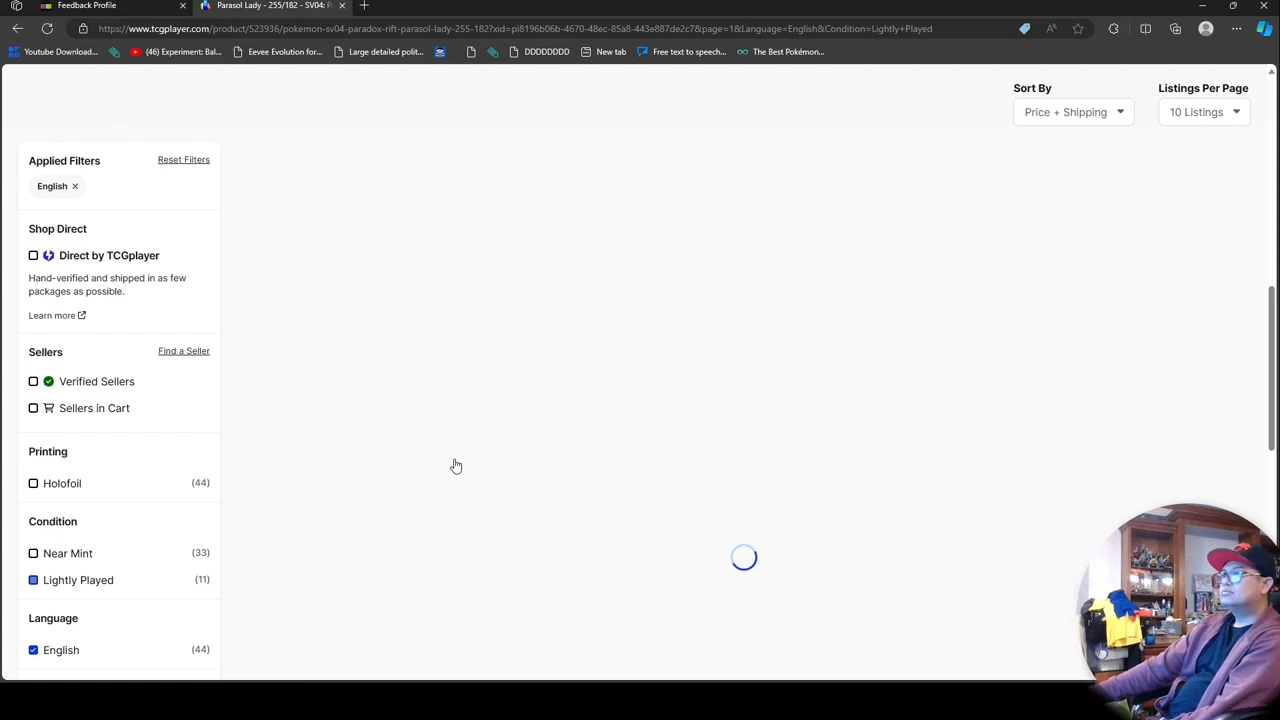 Feedback Profile
Parasol Lady - 255/182 - SV04: P
https://www.tcgplayer.com/product/523936/pokemon-sv04-paradox-rift-parasol-lady-255-182?xid=pi8196b06b-4670-48ec-85a8-443e887de2c7&page=1&Language=English&Condition=Lightly+Played
Youtube Download...
(46) Experiment: Bal...
Eevee Evolution for...
Large detailed polit...
DDDDDDDD
New tab
Free text to speech...
The Best Pokémon...
Sort By
Listings Per Page
Price + Shipping
10 Listings
Applied Filters
Reset Filters
English
Shop Direct
Direct by TCGplayer
Hand-verified and shipped in as few
packages as possible.
Learn more
Sellers
Find a Seller
Verified Sellers
Sellers in Cart
Printing
Holofoil (44)
Condition
Near Mint (33)
Lightly Played (11)
Language
English (44)